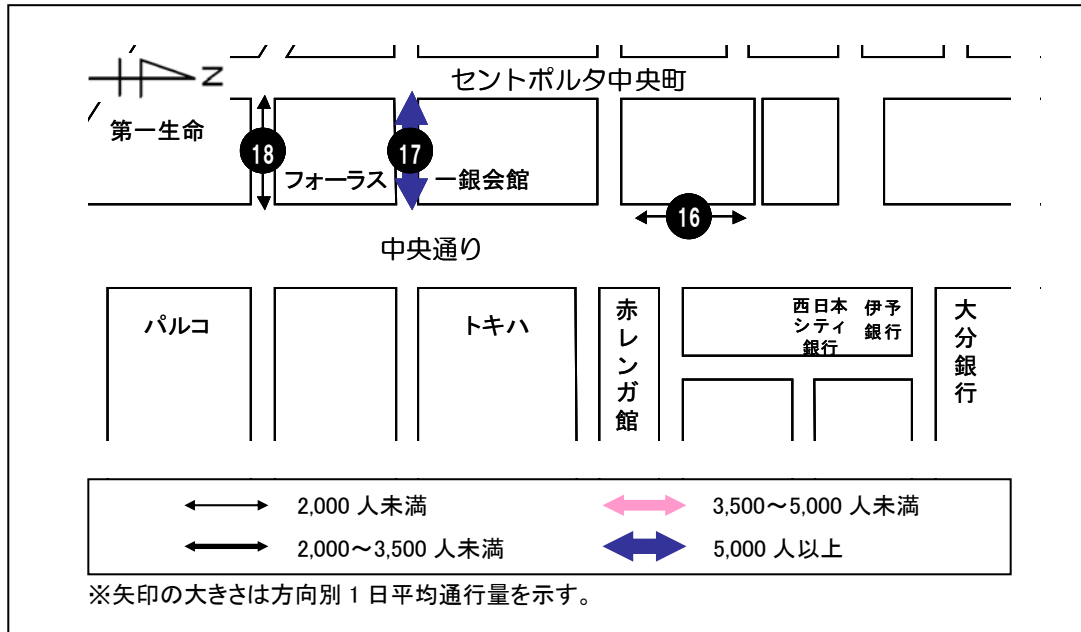 セントポルタ中央町
N
第一生命
18
フォーラス
17
一銀会館
16
中央通り
パルコ
トキハ
赤レンガ館
西日本
シティ
銀行
伊予
銀行
大分銀行
2,000 人未満
3,500～5,000 人未満
2,000～3,500 人未満
5,000 人以上
※矢印の大きさは方向別 1 日平均通行量を示す。